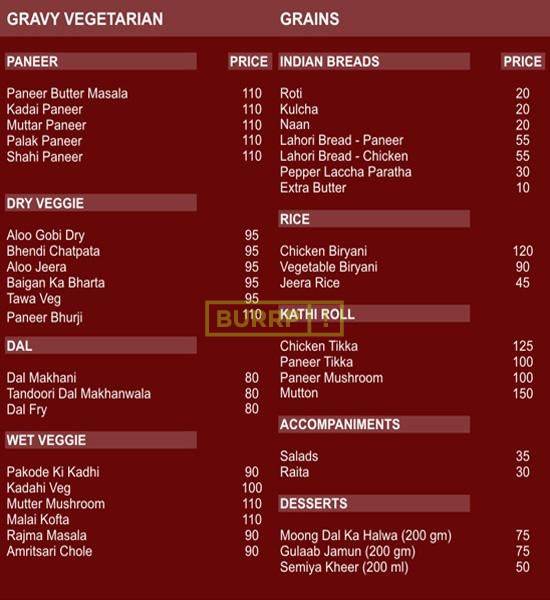 GRAVY VEGETARIAN
PANEER PRICE
Paneer Butter Masala 110
Kadai Paneer 110
Muttar Paneer 110
Palak Paneer 110
Shahi Paneer 110
DRY VEGGIE
Aloo Gobi Dry 95
Bhendi Chatpata 95
Aloo Jeera 95
Baigan Ka Bharta 95
Tawa Veg 95
Paneer Bhurji 110
DAL
Dal Makhani 80
Tandoori Dal Makhanwala 80
Dal Fry 80
WET VEGGIE
Pakode Ki Kadhi 90
Kadahi Veg 100
Mutter Mushroom 110
Malai Kofta 110
Rajma Masala 90
Amritsari Chole 90
GRAINS
INDIAN BREADS PRICE
Roti 20
Kulcha 20
Naan 20
Lahori Bread - Paneer 55
Lahori Bread - Chicken 55
Pepper Laccha Paratha 30
Extra Butter 10
RICE
Chicken Biryani 120
Vegetable Biryani 90
Jeera Rice 45
KATHI ROLL
Chicken Tikka 125
Paneer Tikka 100
Paneer Mushroom 100
Mutton 150
ACCOMPANIMENTS
Salads 35
Raita 30
DESSERTS
Moong Dal Ka Halwa (200 gm) 75
Gulaab Jamun (200 gm) 75
Semiya Kheer (200 ml) 50
BURRP!